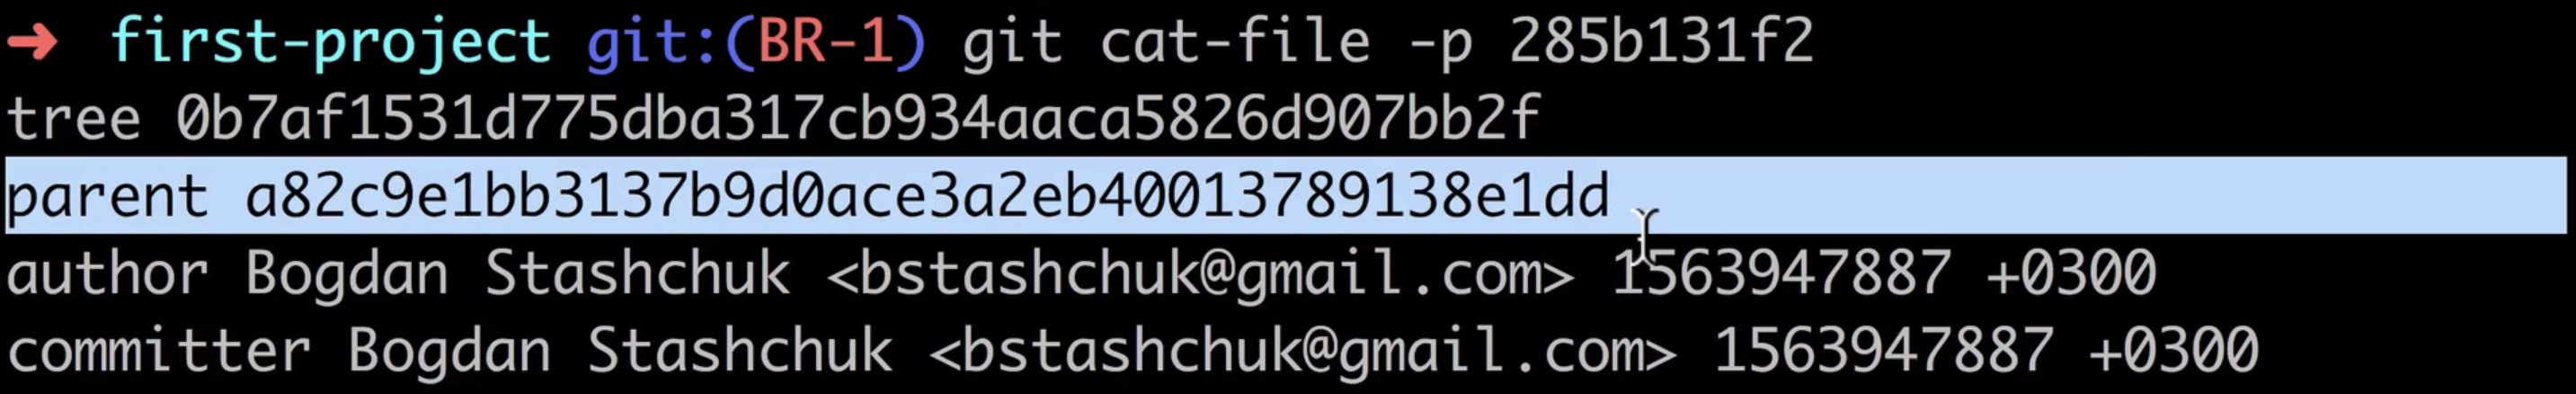 ➜ first-project git:(BR-1) git cat-file -p 285b131f2
tree 0b7af1531d775dba317cb934aaca5826d907bb2f
parent a82c9e1bb3137b9d0ace3a2eb40013789138e1dd
author Bogdan Stashchuk <bstashchuk@gmail.com> 1563947887 +0300
committer Bogdan Stashchuk <bstashchuk@gmail.com> 1563947887 +0300